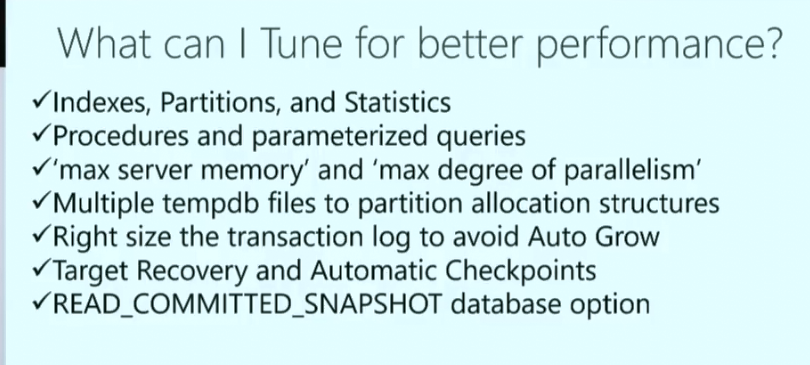 What can I Tune for better performance?
✓Indexes, Partitions, and Statistics
✓Procedures and parameterized queries
✓'max server memory' and 'max degree of parallelism'
✓Multiple tempdb files to partition allocation structures
✓Right size the transaction log to avoid Auto Grow
✓Target Recovery and Automatic Checkpoints
✓READ_COMMITTED_SNAPSHOT database option